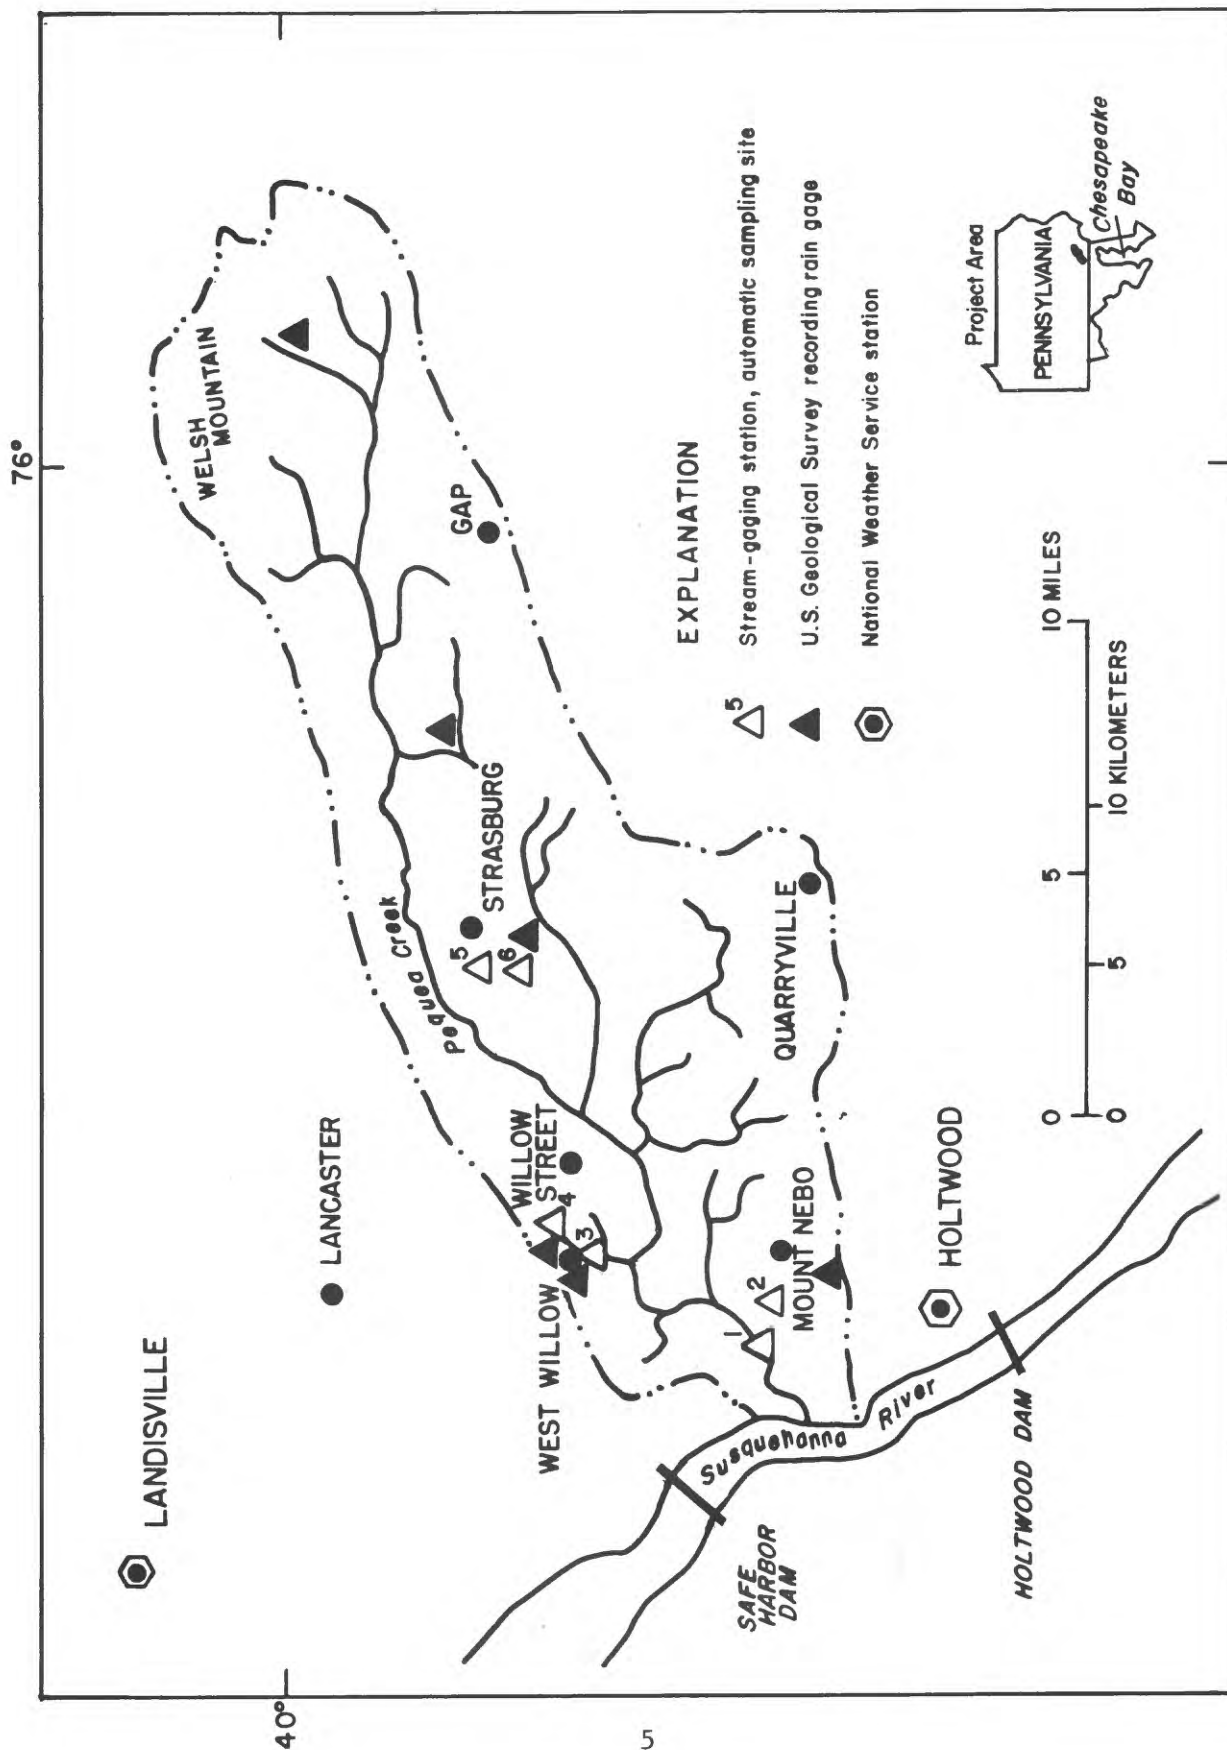 76°
40°
LANDISVILLE
LANCASTER
WELSH
MOUNTAIN
GAP
Pequea Creek
STRASBURG
5
6
WILLOW
STREET
4
3
WEST WILLOW
QUARRYVILLE
MOUNT NEBO
2
1
HOLTWOOD
Susquehanna River
SAFE
HARBOR
DAM
HOLTWOOD DAM
EXPLANATION
5 Stream-gaging station, automatic sampling site
U.S. Geological Survey recording rain gage
National Weather Service station
0 5 10 MILES
0 5 10 KILOMETERS
Project Area
PENNSYLVANIA
Chesapeake
Bay
5